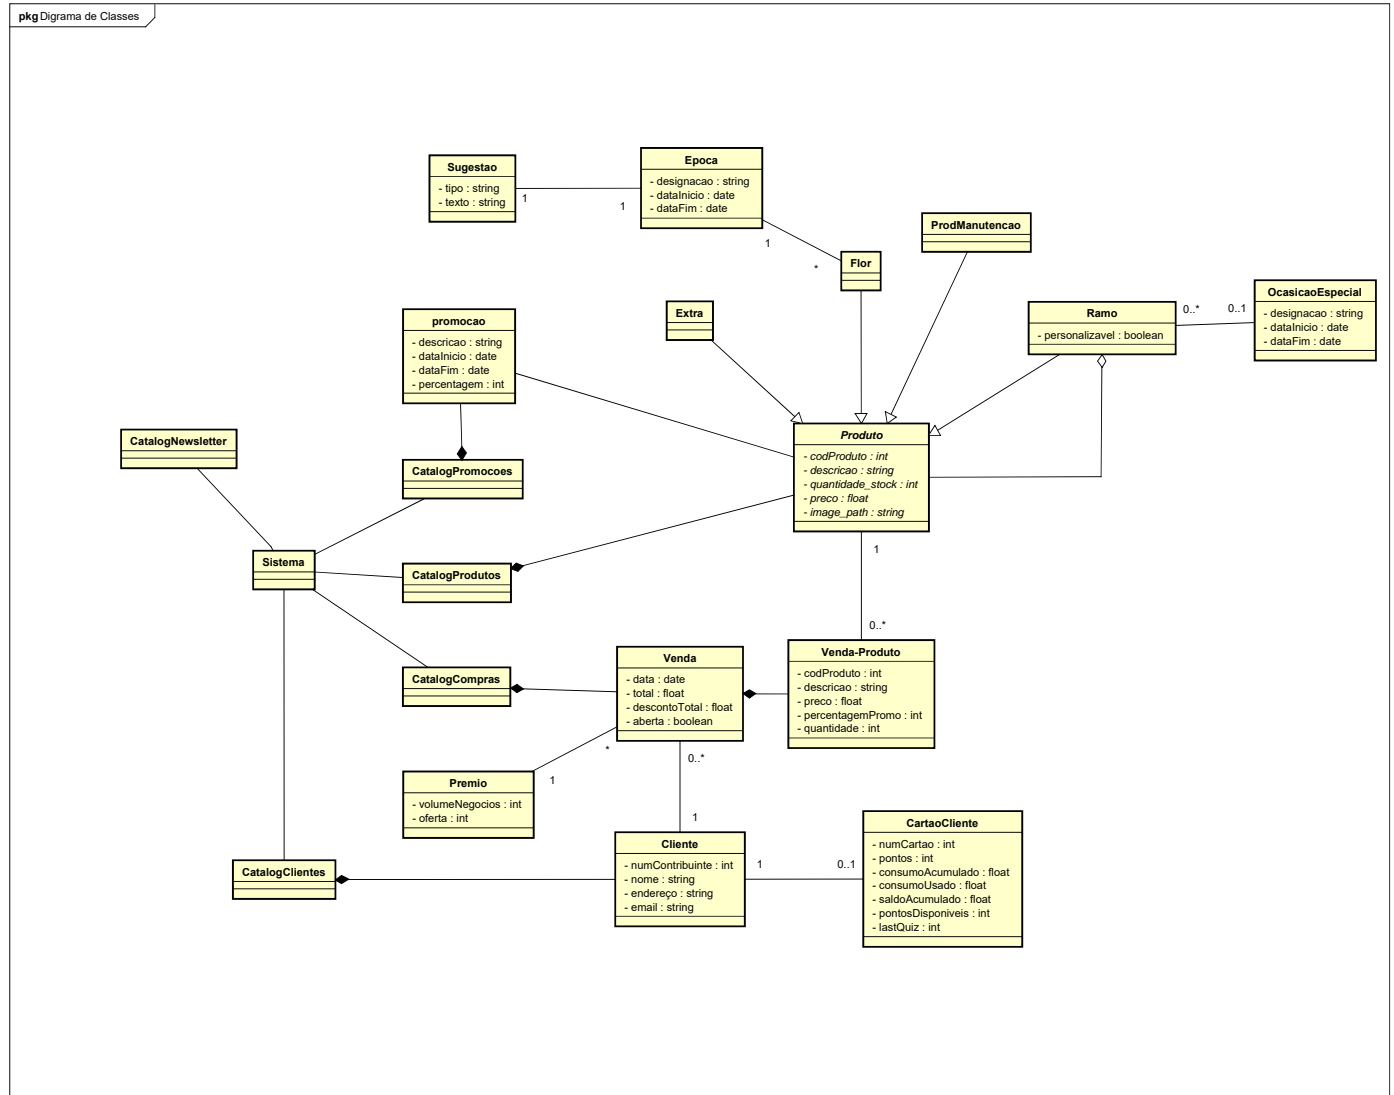 pkg Digrama de Classes
Sugestao
- tipo : string
- texto : string
1
1
Epoca
- designacao : string
- dataInicio : date
- dataFim : date
1
*
Flor
ProdManutencao
Extra
Ramo
- personalizavel : boolean
0..*
0..1
OcasicaoEspecial
- designacao : string
- dataInicio : date
- dataFim : date
promocao
- descricao : string
- dataInicio : date
- dataFim : date
- percentagem : int
Produto
- codProduto : int
- descricao : string
- quantidade_stock : int
- preco : float
- image_path : string
CatalogNewsletter
CatalogPromocoes
Sistema
CatalogProdutos
1
0..*
CatalogCompras
Venda
- data : date
- total : float
- descontoTotal : float
- aberta : boolean
Venda-Produto
- codProduto : int
- descricao : string
- preco : float
- percentagemPromo : int
- quantidade : int
*
1
0..*
1
Premio
- volumeNegocios : int
- oferta : int
CatalogClientes
Cliente
- numContribuinte : int
- nome : string
- endereço : string
- email : string
1
0..1
CartaoCliente
- numCartao : int
- pontos : int
- consumoAcumulado : float
- consumoUsado : float
- saldoAcumulado : float
- pontosDisponiveis : int
- lastQuiz : int